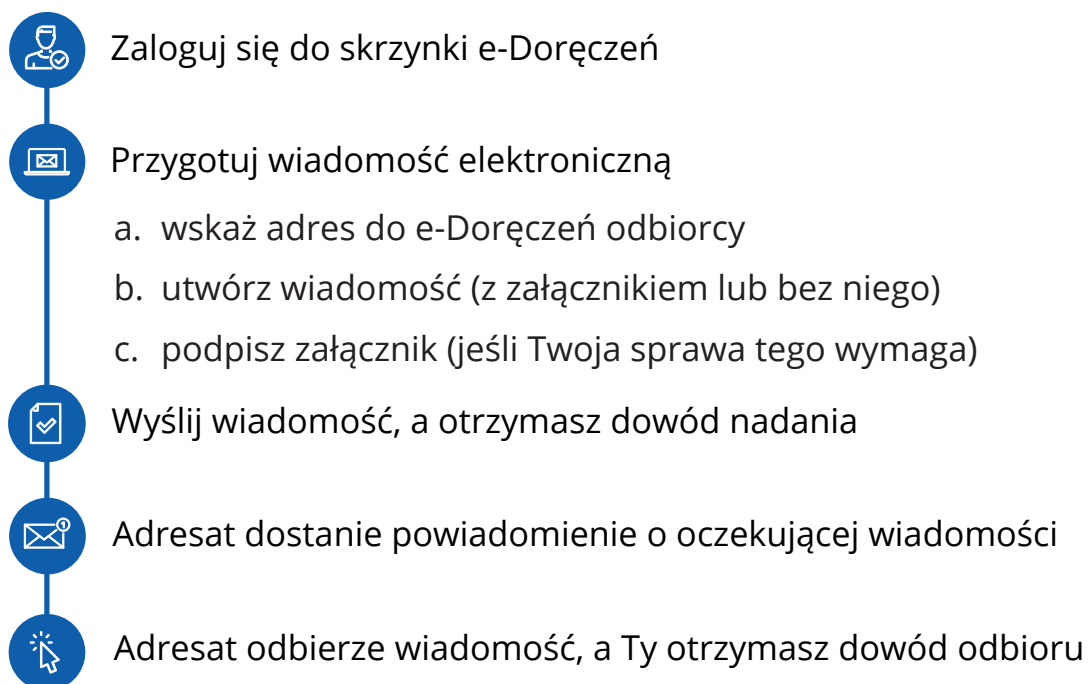 Zaloguj się do skrzynki e-Doręczeń
Przygotuj wiadomość elektroniczną
a. wskaż adres do e-Doręczeń odbiorcy
b. utwórz wiadomość (z załącznikiem lub bez niego)
c. podpisz załącznik (jeśli Twoja sprawa tego wymaga)
Wyślij wiadomość, a otrzymasz dowód nadania
1
Adresat dostanie powiadomienie o oczekującej wiadomości
Adresat odbierze wiadomość, a Ty otrzymasz dowód odbioru